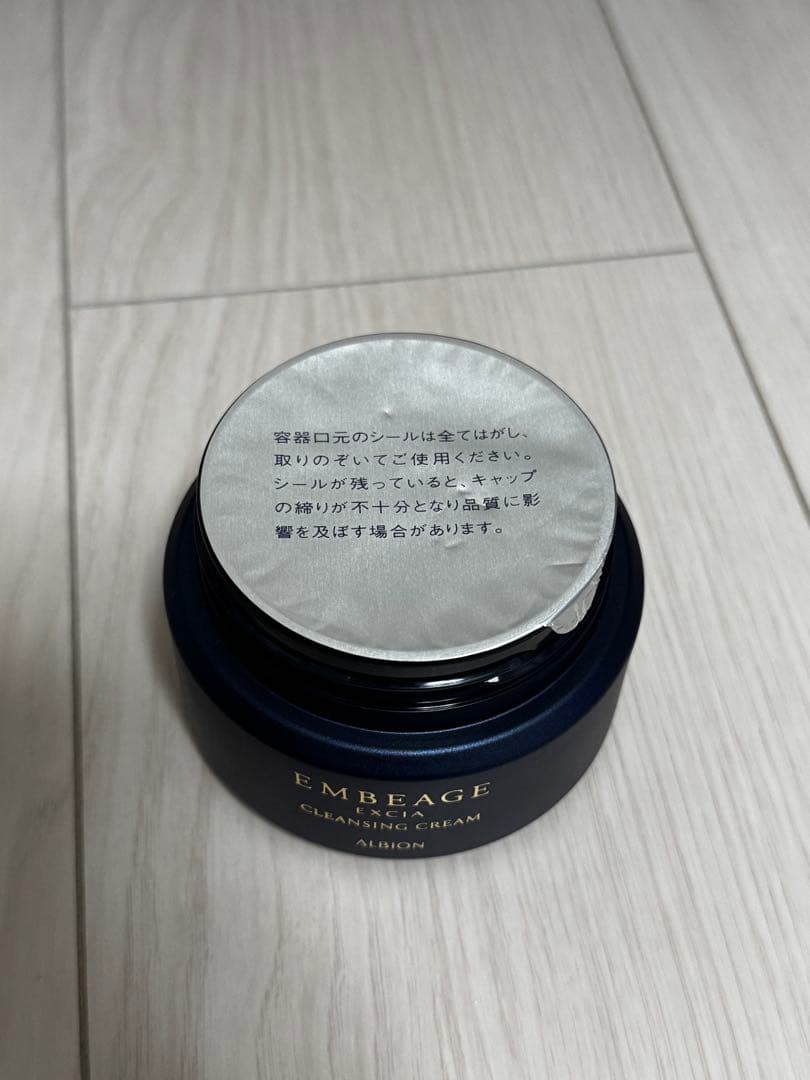 容器口元のシールは全てはがし、
取りのぞいてご使用ください。
シールが残っていると、キャップ
の締りが不十分となり品質に影
響を及ぼす場合があります。
EMBEAGE
EXCIA
CLEANSING CREAM
ALBION